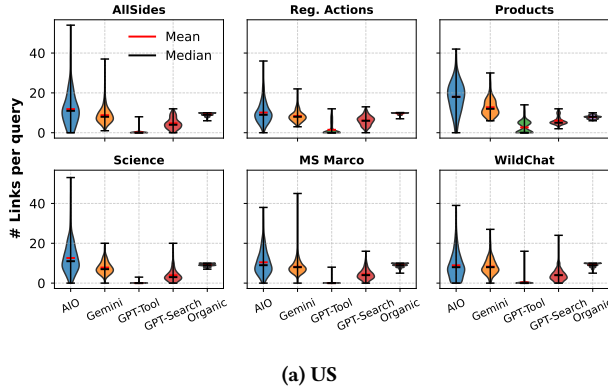 AllSides Reg. Actions Products
Mean
Median
40
20
0
# Links per query
Science MS Marco WildChat
40
20
0
AIO Gemini GPT-Tool GPT-Search Organic AIO Gemini GPT-Tool GPT-Search Organic AIO Gemini GPT-Tool GPT-Search Organic
(a) US